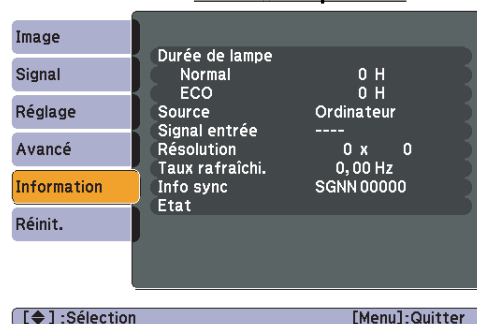 Image
Signal
Réglage
Avancé
Information
Réinit.
Durée de lampe
Normal 0 H
ECO 0 H
Source Ordinateur
Signal entrée ----
Résolution 0 x 0
Taux rafraîchi. 0,00 Hz
Info sync SGNN 00000
Etat
[◆] :Sélection [Menu]:Quitter